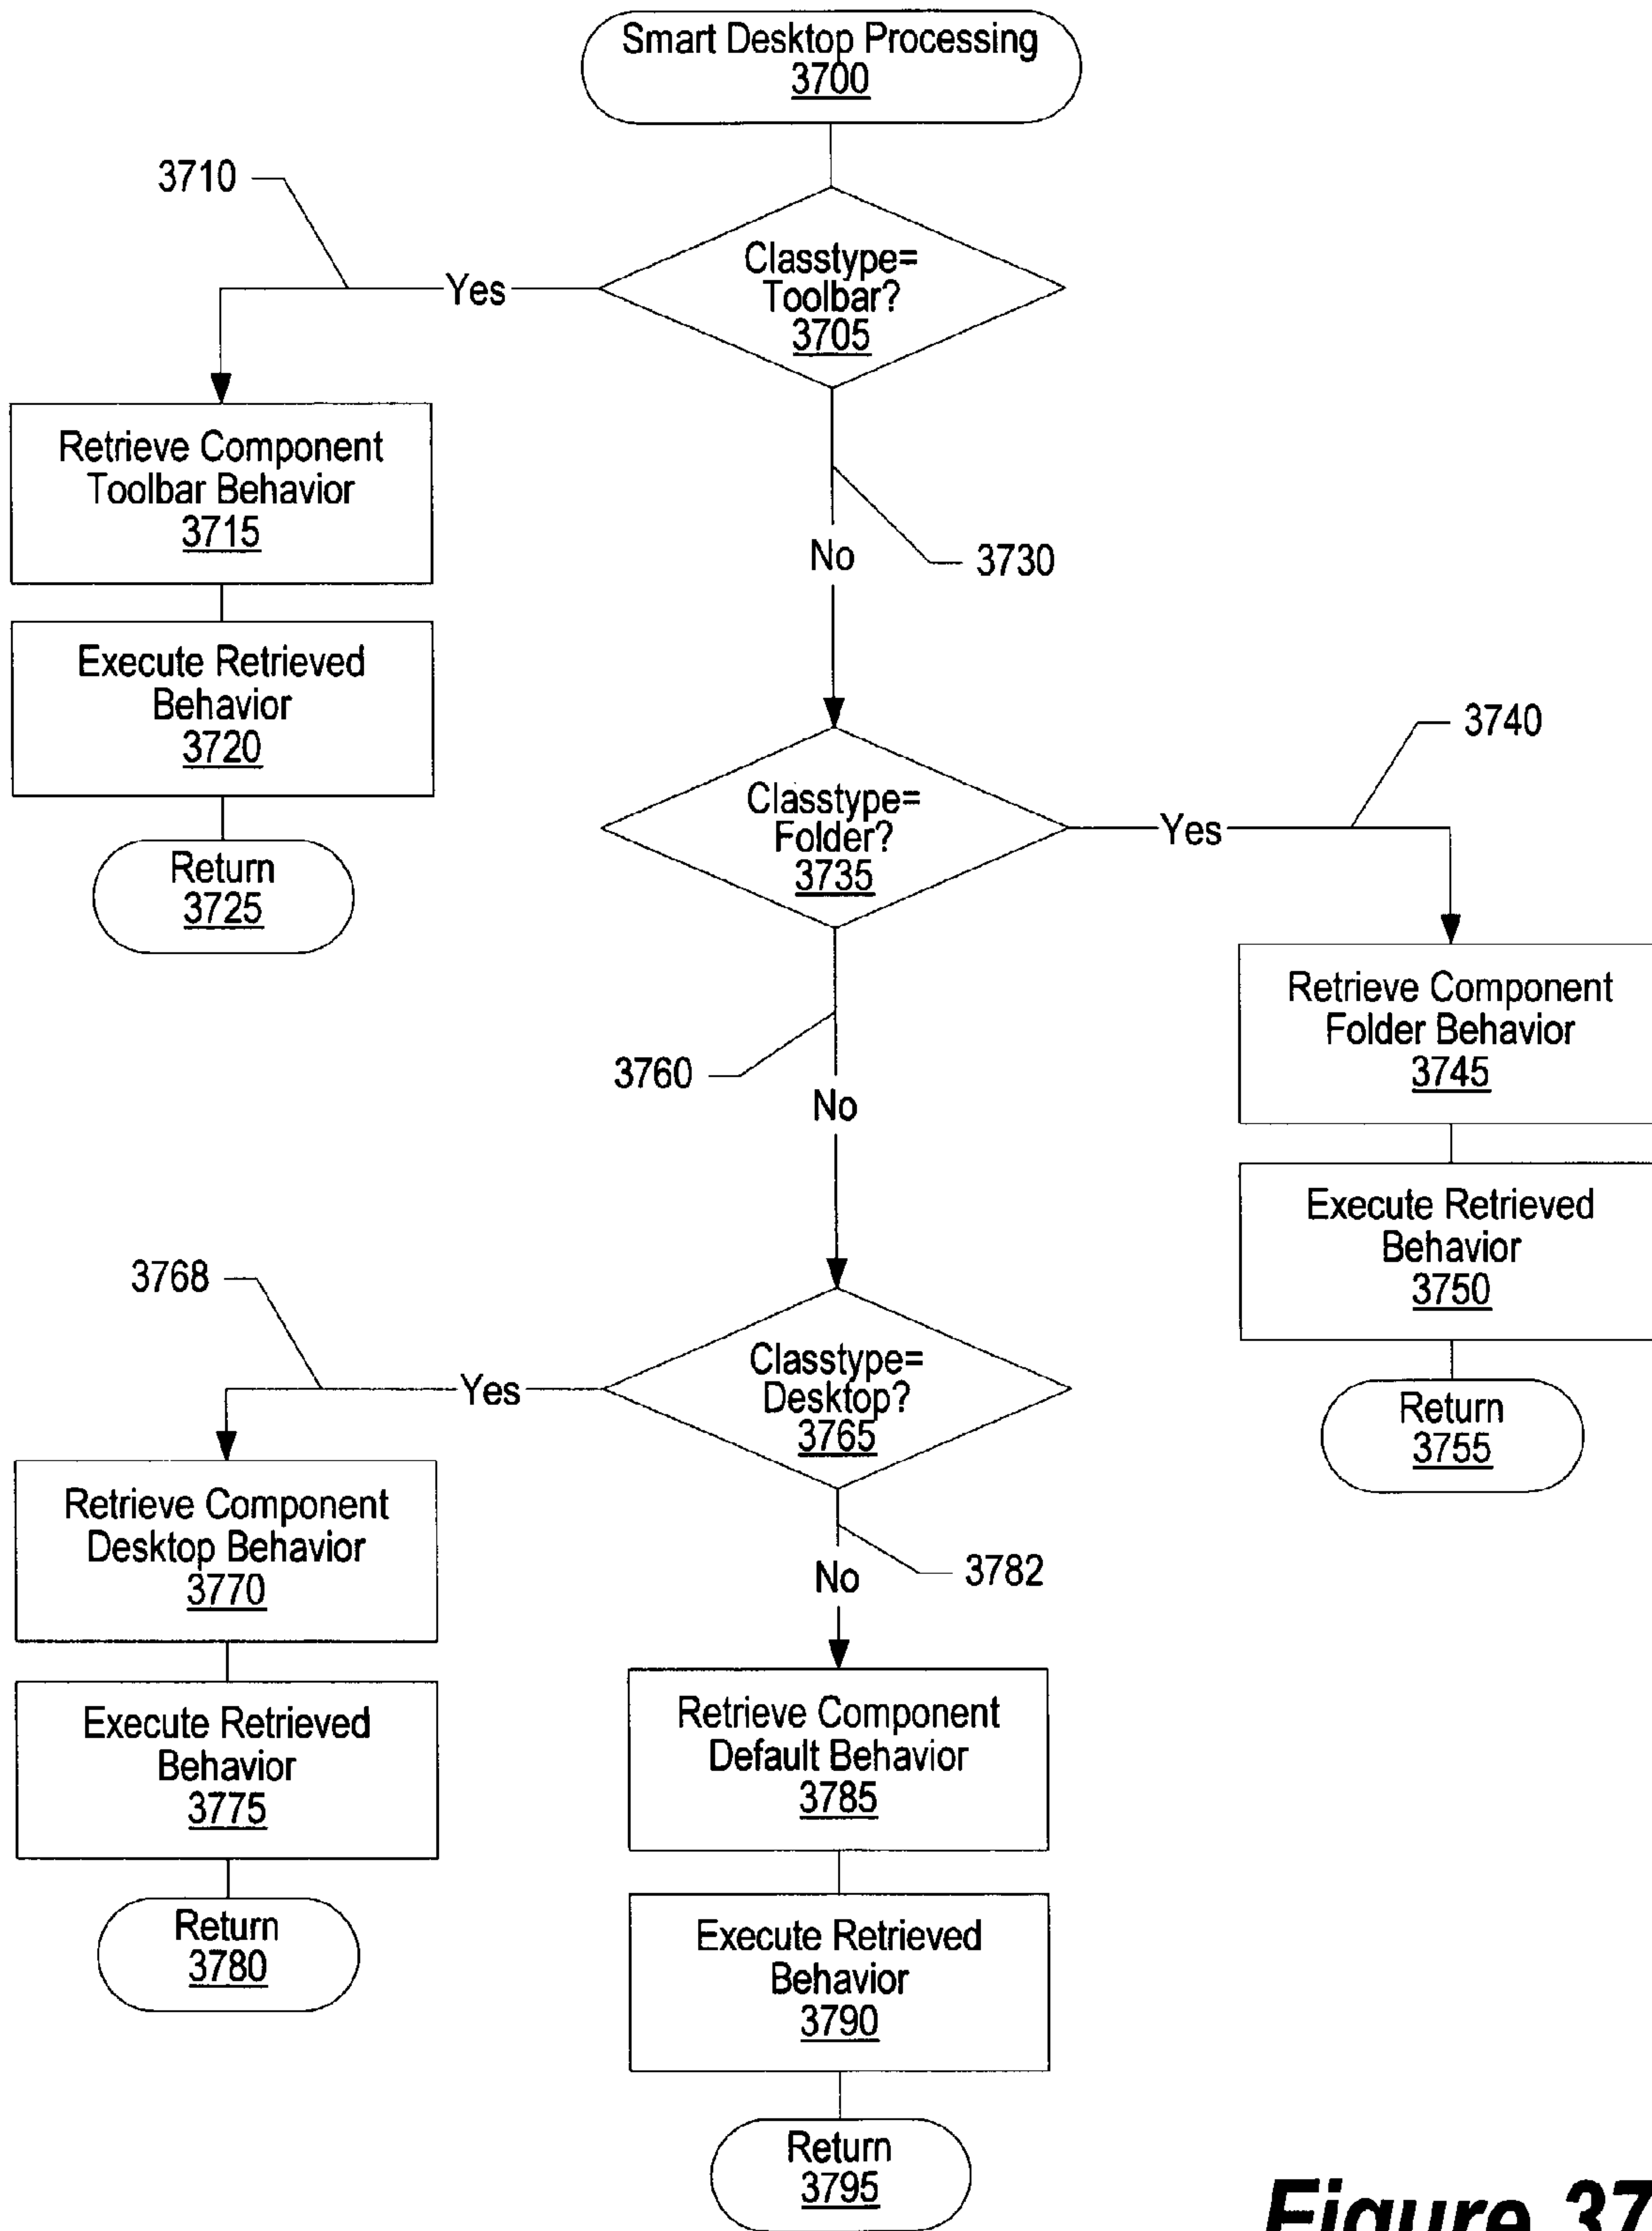 Smart Desktop Processing
3700
3710
Yes
Classtype=
Toolbar?
3705
Retrieve Component
Toolbar Behavior
3715
No
3730
Execute Retrieved
Behavior
3720
Return
3725
3740
Classtype=
Folder?
3735
Yes
Retrieve Component
Folder Behavior
3745
3760
No
Execute Retrieved
Behavior
3750
Return
3755
3768
Yes
Classtype=
Desktop?
3765
Retrieve Component
Desktop Behavior
3770
No
3782
Execute Retrieved
Behavior
3775
Retrieve Component
Default Behavior
3785
Return
3780
Execute Retrieved
Behavior
3790
Return
3795
Figure 37